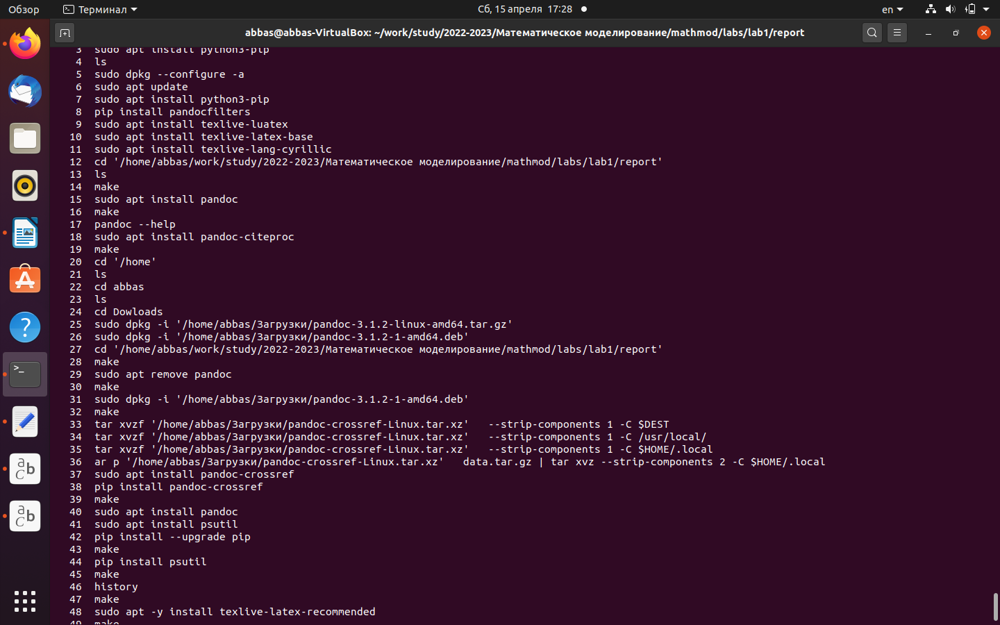 Обзор
Терминал
Сб, 15 апреля 17:28
en
abbas@abbas-VirtualBox: ~/work/study/2022-2023/Математическое моделирование/mathmod/labs/lab1/report
3 sudo apt install python3-pip
4 ls
5 sudo dpkg --configure -a
6 sudo apt update
7 sudo apt install python3-pip
8 pip install pandocfilters
9 sudo apt install texlive-luatex
10 sudo apt install texlive-latex-base
11 sudo apt install texlive-lang-cyrillic
12 cd '/home/abbas/work/study/2022-2023/Математическое моделирование/mathmod/labs/lab1/report'
13 ls
14 make
15 sudo apt install pandoc
16 make
17 pandoc --help
18 sudo apt install pandoc-citeproc
19 make
20 cd '/home'
21 ls
22 cd abbas
23 ls
24 cd Dowloads
25 sudo dpkg -i '/home/abbas/Загрузки/pandoc-3.1.2-linux-amd64.tar.gz'
26 sudo dpkg -i '/home/abbas/Загрузки/pandoc-3.1.2-1-amd64.deb'
27 cd '/home/abbas/work/study/2022-2023/Математическое моделирование/mathmod/labs/lab1/report'
28 make
29 sudo apt remove pandoc
30 make
31 sudo dpkg -i '/home/abbas/Загрузки/pandoc-3.1.2-1-amd64.deb'
32 make
33 tar xvzf '/home/abbas/Загрузки/pandoc-crossref-Linux.tar.xz'   --strip-components 1 -C $DEST
34 tar xvzf '/home/abbas/Загрузки/pandoc-crossref-Linux.tar.xz'   --strip-components 1 -C /usr/local/
35 tar xvzf '/home/abbas/Загрузки/pandoc-crossref-Linux.tar.xz'   --strip-components 1 -C $HOME/.local
36 ar p '/home/abbas/Загрузки/pandoc-crossref-Linux.tar.xz'   data.tar.gz | tar xvz --strip-components 2 -C $HOME/.local
37 sudo apt install pandoc-crossref
38 pip install pandoc-crossref
39 make
40 sudo apt install pandoc
41 sudo apt install psutil
42 pip install --upgrade pip
43 make
44 pip install psutil
45 make
46 history
47 make
48 sudo apt -y install texlive-latex-recommended
49 make